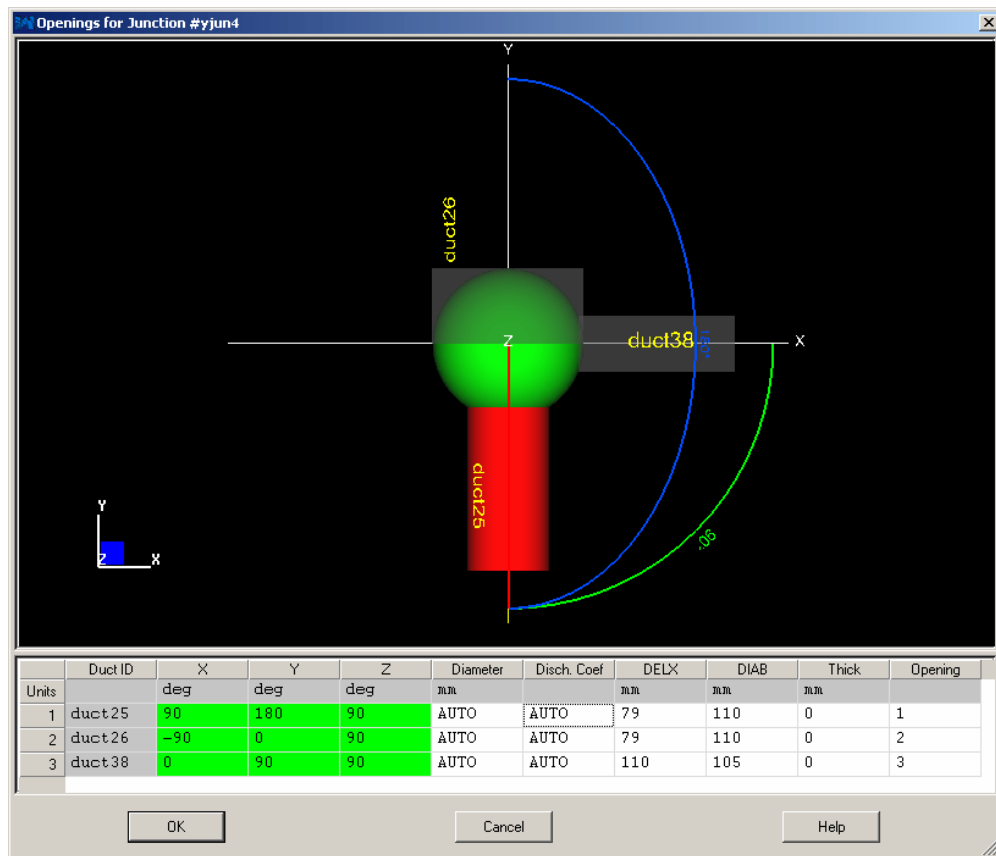 Openings for Junction #yjun4
Y
duct26
Z
duct38
180°
X
duct25
90°
Y
Z
X
Duct ID X Y Z Diameter Disch. Coef DELX DIAB Thick Opening
Units deg deg deg mm mm mm mm
1 duct25 90 180 90 AUTO AUTO 79 110 0 1
2 duct26 -90 0 90 AUTO AUTO 79 110 0 2
3 duct38 0 90 90 AUTO AUTO 110 105 0 3
OK Cancel Help